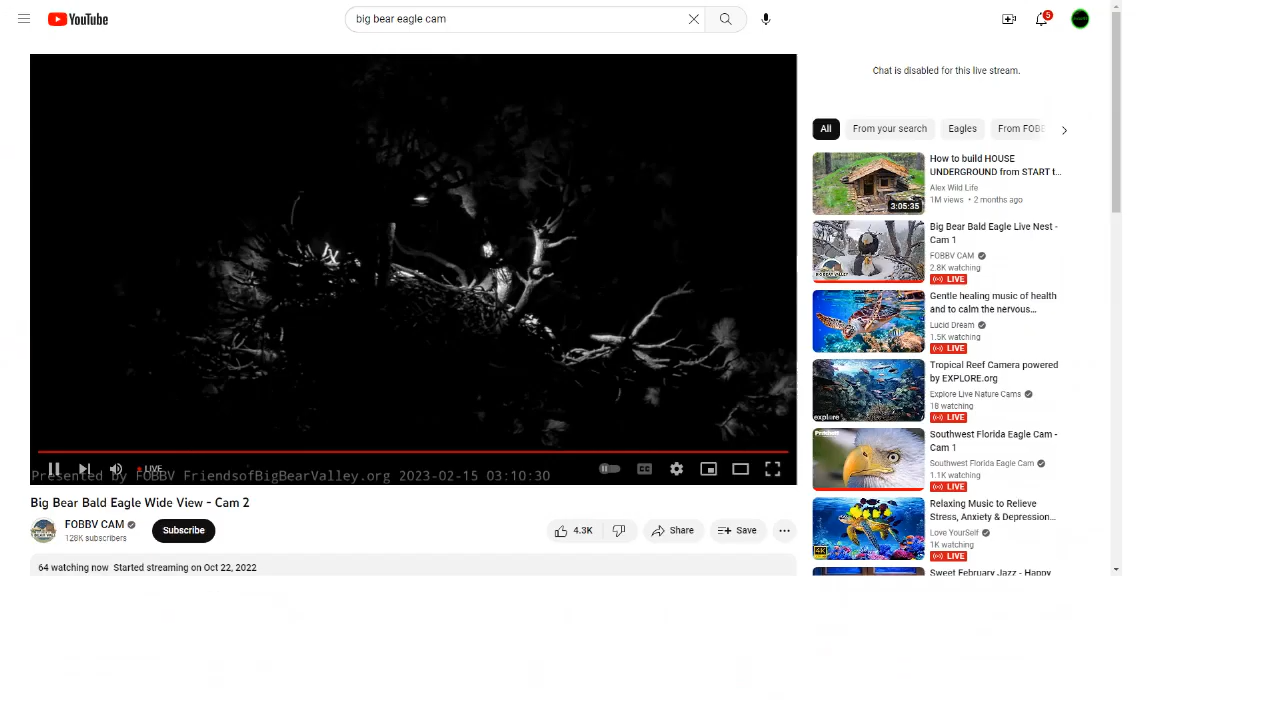 YouTube
big bear eagle cam
5
Chat is disabled for this live stream.
All
From your search
Eagles
From FOBB
How to build HOUSE
UNDERGROUND from START t...
Alex Wild Life
1M views • 2 months ago
3:05:35
Big Bear Bald Eagle Live Nest -
Cam 1
FOBBV CAM
2.8K watching
LIVE
Gentle healing music of health
and to calm the nervous...
Lucid Dream
1.5K watching
LIVE
Tropical Reef Camera powered
by EXPLORE.org
Explore Live Nature Cams
18 watching
LIVE
explore
Southwest Florida Eagle Cam -
Cam 1
Southwest Florida Eagle Cam
1.1K watching
LIVE
Relaxing Music to Relieve
Stress, Anxiety & Depression...
Love YourSelf
1K watching
LIVE
4K
Sweet February Jazz - Happy
LIVE
CC
Presented by FOBBV FriendsofBigBearValley.org 2023-02-15 03:10:30
Big Bear Bald Eagle Wide View - Cam 2
FOBBV CAM
128K subscribers
Subscribe
4.3K
Share
Save
64 watching now Started streaming on Oct 22, 2022